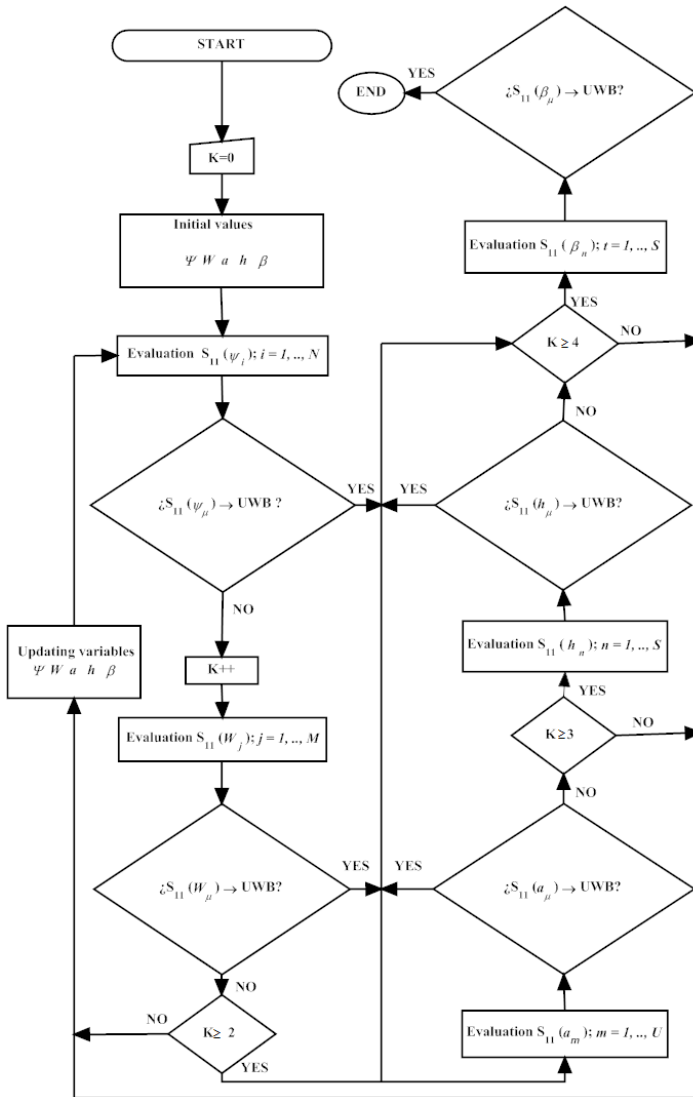 START
K=0
Initial values
Ψ W a h β
Evaluation S11(ψi); i = 1, .., N
¿S11(ψμ) → UWB ?
YES
NO
K++
Evaluation S11(Wj); j = 1, .., M
¿S11(Wμ) → UWB?
YES
NO
K≥ 2
NO
YES
Updating variables
Ψ W a h β
Evaluation S11(am); m = 1, .., U
¿S11(aμ) → UWB?
YES
NO
K≥3
NO
YES
Evaluation S11(hn); n = 1, .., S
¿S11(hμ) → UWB?
YES
NO
K ≥ 4
NO
YES
Evaluation S11(βn); t = 1, .., S
¿S11(βμ) → UWB?
YES
END